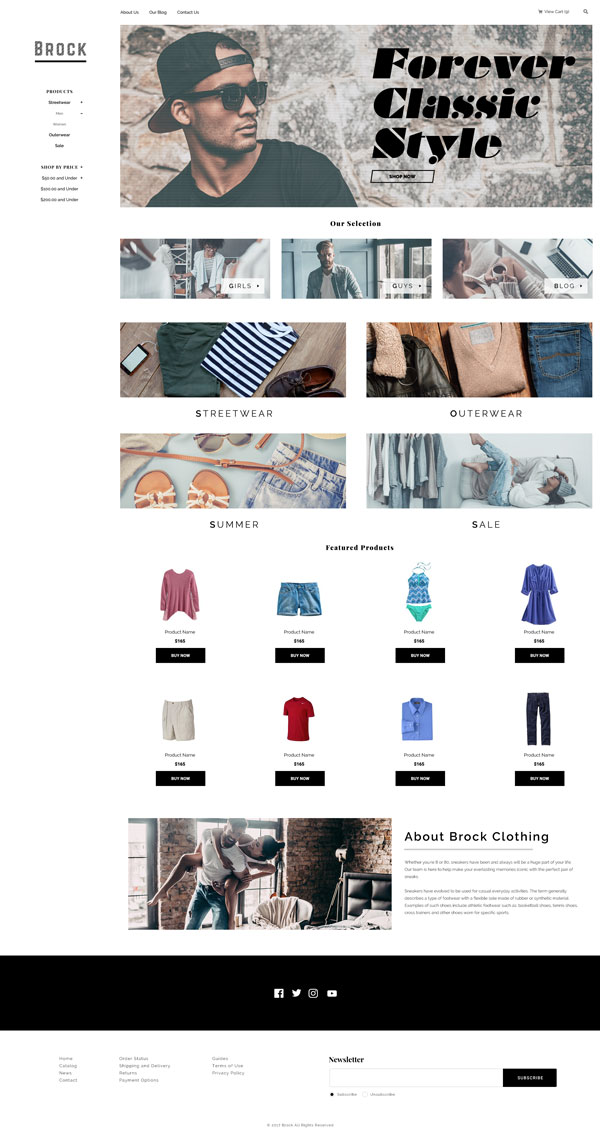 About Us Our Blog Contact Us
View Cart (0)
BROCK
PRODUCTS
Streetwear +
Men –
Women
Outerwear
Sale
SHOP BY PRICE +
$50.00 and Under +
$100.00 and Under
$200.00 and Under
Forever
Classic
Style
SHOP NOW
Our Selection
GIRLS
GUYS
BLOG
STREETWEAR
OUTERWEAR
SUMMER
SALE
Featured Products
Product Name
$165
BUY NOW
Product Name
$165
BUY NOW
Product Name
$165
BUY NOW
Product Name
$165
BUY NOW
Product Name
$165
BUY NOW
Product Name
$165
BUY NOW
Product Name
$165
BUY NOW
Product Name
$165
BUY NOW
About Brock Clothing
Whether you're 8 or 80, sneakers have been and always will be a huge part of your life.
Our team is here to help make your everlasting memories iconic with the perfect pair of
sneaks.
Sneakers have evolved to be used for casual everyday activities. The term generally
describes a type of footwear with a flexible sole made of rubber or synthetic material.
Examples of such shoes include athletic footwear such as: basketball shoes, tennis shoes,
cross trainers and other shoes worn for specific sports.
Home
Catalog
News
Contact
Order Status
Shipping and Delivery
Returns
Payment Options
Guides
Terms of Use
Privacy Policy
Newsletter
SUBSCRIBE
Subscribe Unsubscribe
© 2017 Brock All Rights Reserved.